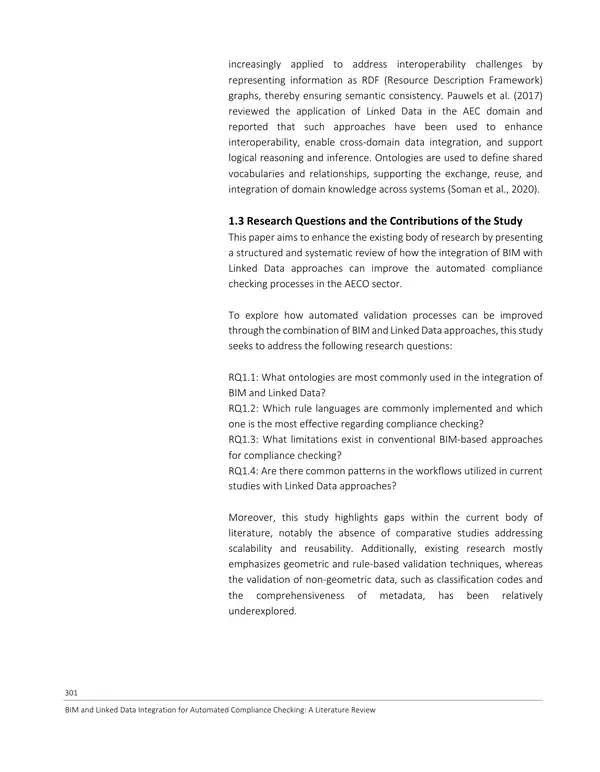 increasingly applied to address interoperability challenges by
representing information as RDF (Resource Description Framework)
graphs, thereby ensuring semantic consistency. Pauwels et al. (2017)
reviewed the application of Linked Data in the AEC domain and
reported that such approaches have been used to enhance
interoperability, enable cross-domain data integration, and support
logical reasoning and inference. Ontologies are used to define shared
vocabularies and relationships, supporting the exchange, reuse, and
integration of domain knowledge across systems (Soman et al., 2020).
1.3 Research Questions and the Contributions of the Study
This paper aims to enhance the existing body of research by presenting
a structured and systematic review of how the integration of BIM with
Linked Data approaches can improve the automated compliance
checking processes in the AECO sector.
To explore how automated validation processes can be improved
through the combination of BIM and Linked Data approaches, this study
seeks to address the following research questions:
RQ1.1: What ontologies are most commonly used in the integration of
BIM and Linked Data?
RQ1.2: Which rule languages are commonly implemented and which
one is the most effective regarding compliance checking?
RQ1.3: What limitations exist in conventional BIM-based approaches
for compliance checking?
RQ1.4: Are there common patterns in the workflows utilized in current
studies with Linked Data approaches?
Moreover, this study highlights gaps within the current body of
literature, notably the absence of comparative studies addressing
scalability and reusability. Additionally, existing research mostly
emphasizes geometric and rule-based validation techniques, whereas
the validation of non-geometric data, such as classification codes and
the comprehensiveness of metadata, has been relatively
underexplored.
301
BIM and Linked Data Integration for Automated Compliance Checking: A Literature Review